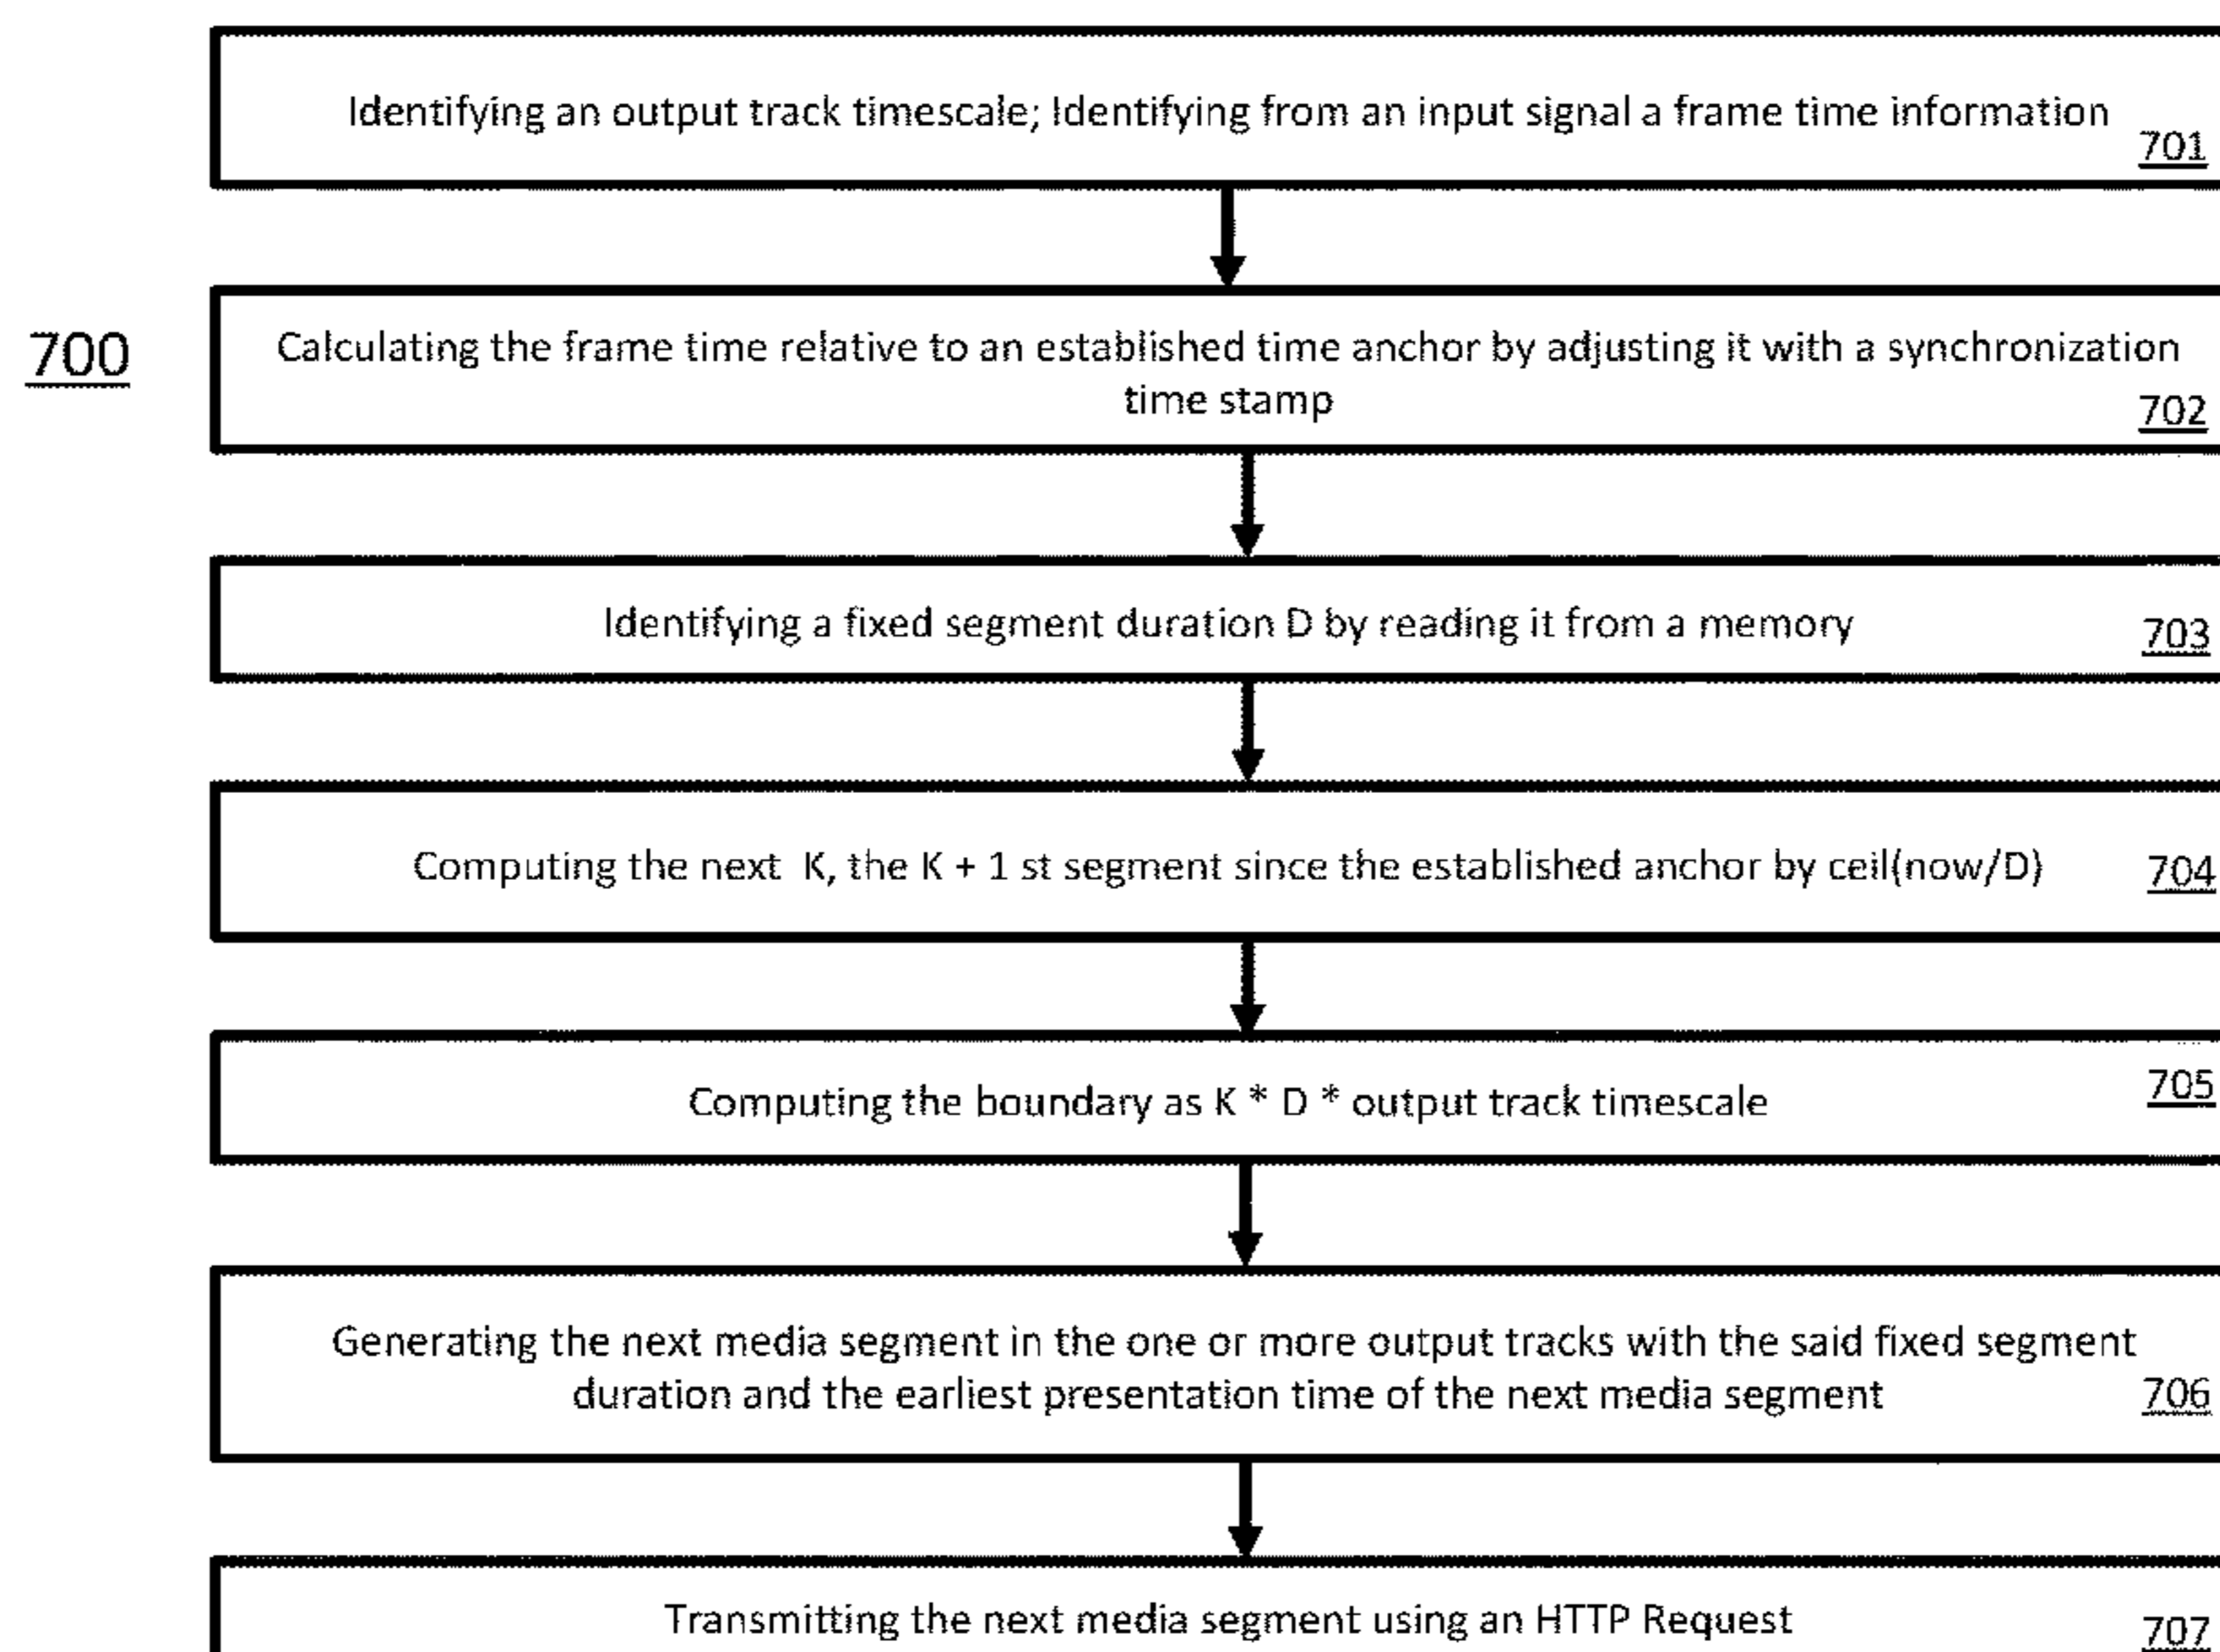 Identifying an output track timescale; Identifying from an input signal a frame time information
701
700
Calculating the frame time relative to an established time anchor by adjusting it with a synchronization
time stamp
702
Identifying a fixed segment duration D by reading it from a memory
703
Computing the next K, the K + 1 st segment since the established anchor by ceil(now/D)
704
Computing the boundary as K * D * output track timescale
705
Generating the next media segment in the one or more output tracks with the said fixed segment
duration and the earliest presentation time of the next media segment
706
Transmitting the next media segment using an HTTP Request
707